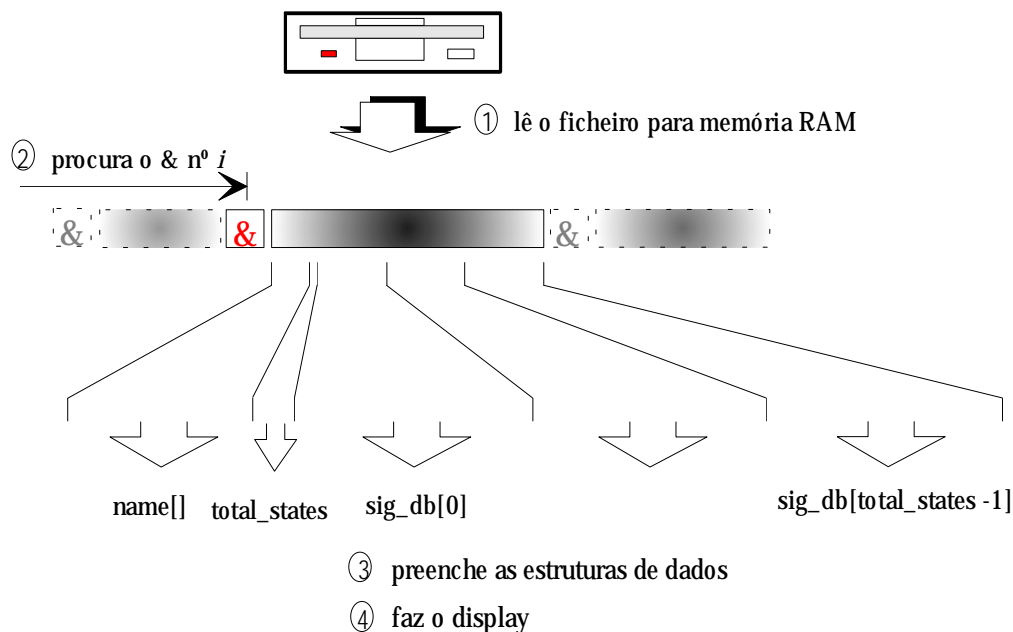 ① lê o ficheiro para memória RAM
② procura o & nº i
& & &
name[] total_states sig_db[0] sig_db[total_states -1]
③ preenche as estruturas de dados
④ faz o display